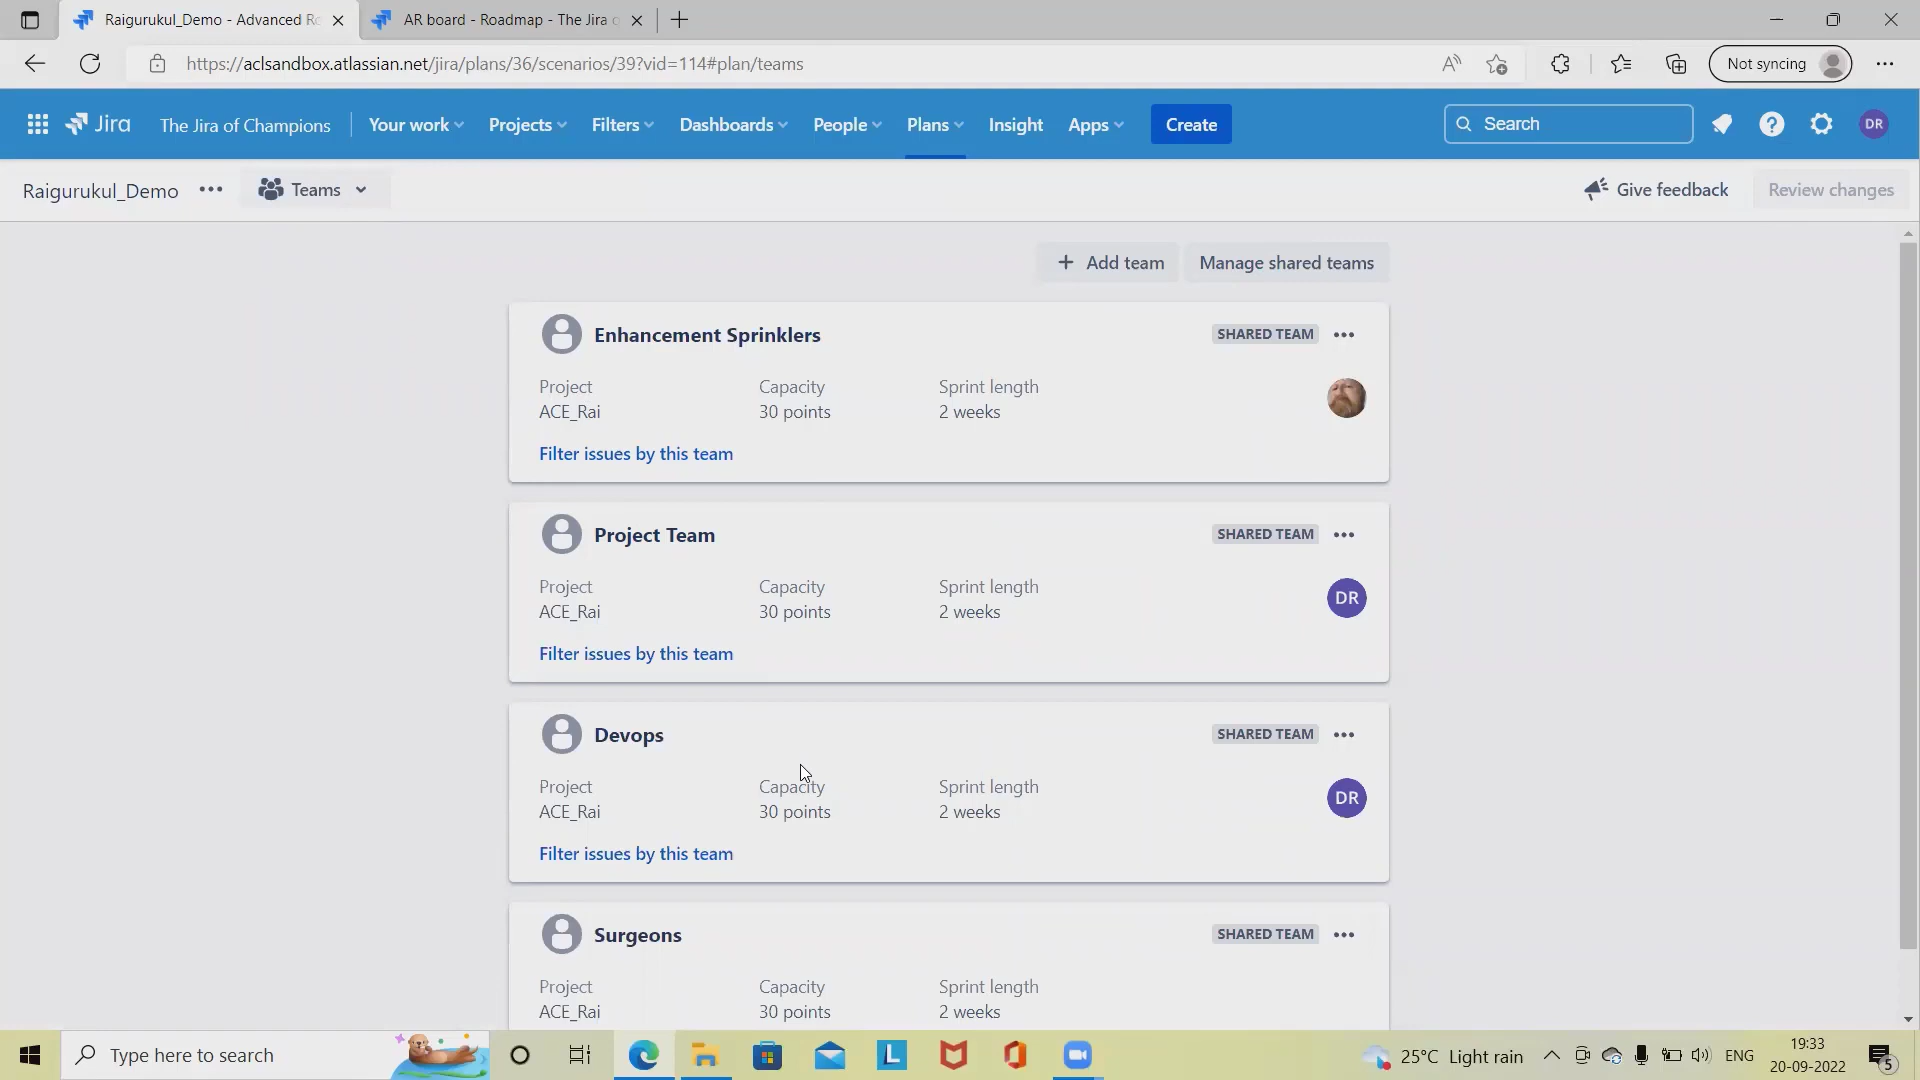 Raigurukul_Demo - Advanced Ro
AR board - Roadmap - The Jira o
https://aclsandbox.atlassian.net/jira/plans/36/scenarios/39?vid=114#plan/teams
Not syncing
Jira
The Jira of Champions
Your work
Projects
Filters
Dashboards
People
Plans
Insight
Apps
Create
Search
DR
Raigurukul_Demo
Teams
Give feedback
Review changes
+ Add team
Manage shared teams
Enhancement Sprinklers
SHARED TEAM
Project
Capacity
Sprint length
ACE_Rai
30 points
2 weeks
Filter issues by this team
Project Team
SHARED TEAM
Project
Capacity
Sprint length
DR
ACE_Rai
30 points
2 weeks
Filter issues by this team
Devops
SHARED TEAM
Project
Capacity
Sprint length
DR
ACE_Rai
30 points
2 weeks
Filter issues by this team
Surgeons
SHARED TEAM
Project
Capacity
Sprint length
ACE_Rai
30 points
2 weeks
Type here to search
L
25°C Light rain
ENG
19:33
20-09-2022
5